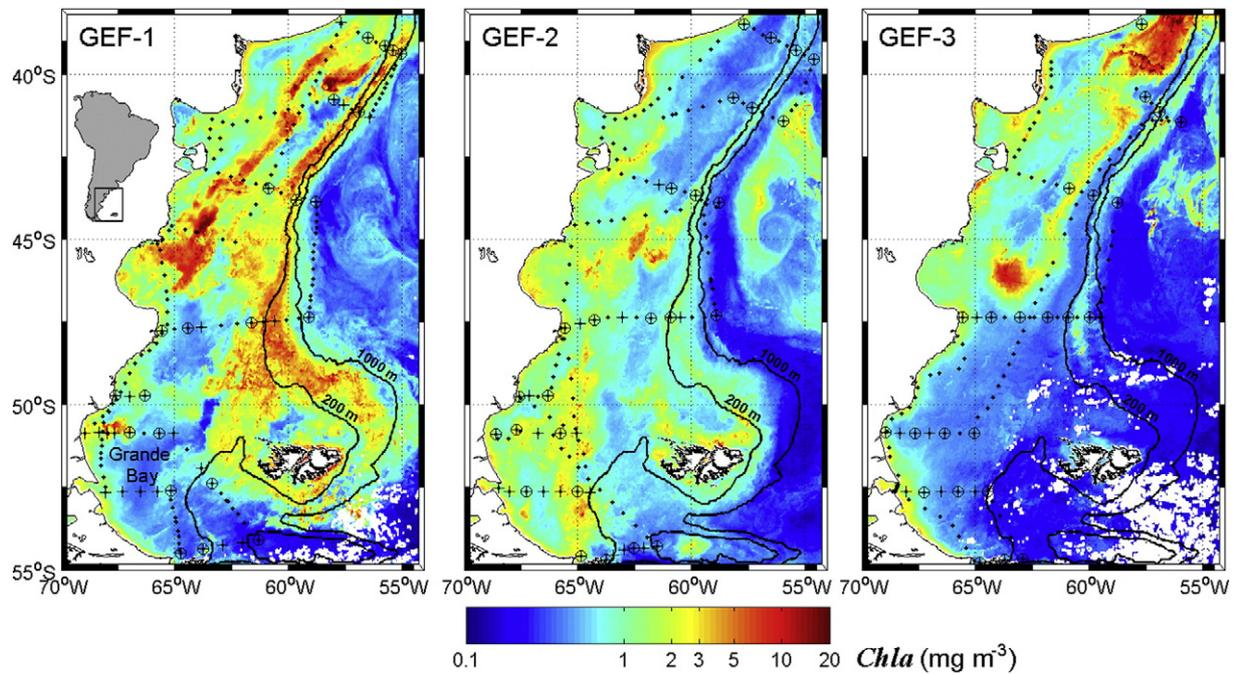 GEF-1 GEF-2 GEF-3
40°S
45°S
50°S
55°S
Grande
Bay
1000 m 1000 m 1000 m
200 m 200 m 200 m
70°W 65°W 60°W 55°W 70°W 65°W 60°W 55°W 70°W 65°W 60°W 55°W
0.1 1 2 3 5 10 20 Chla (mg m⁻³)